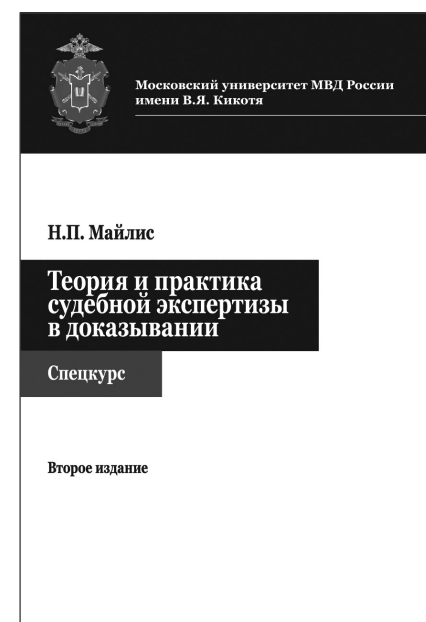 Московский университет МВД России
имени В.Я. Кикотя
Н.П. Майлис
Теория и практика
судебной экспертизы
в доказывании
Спецкурс
Второе издание